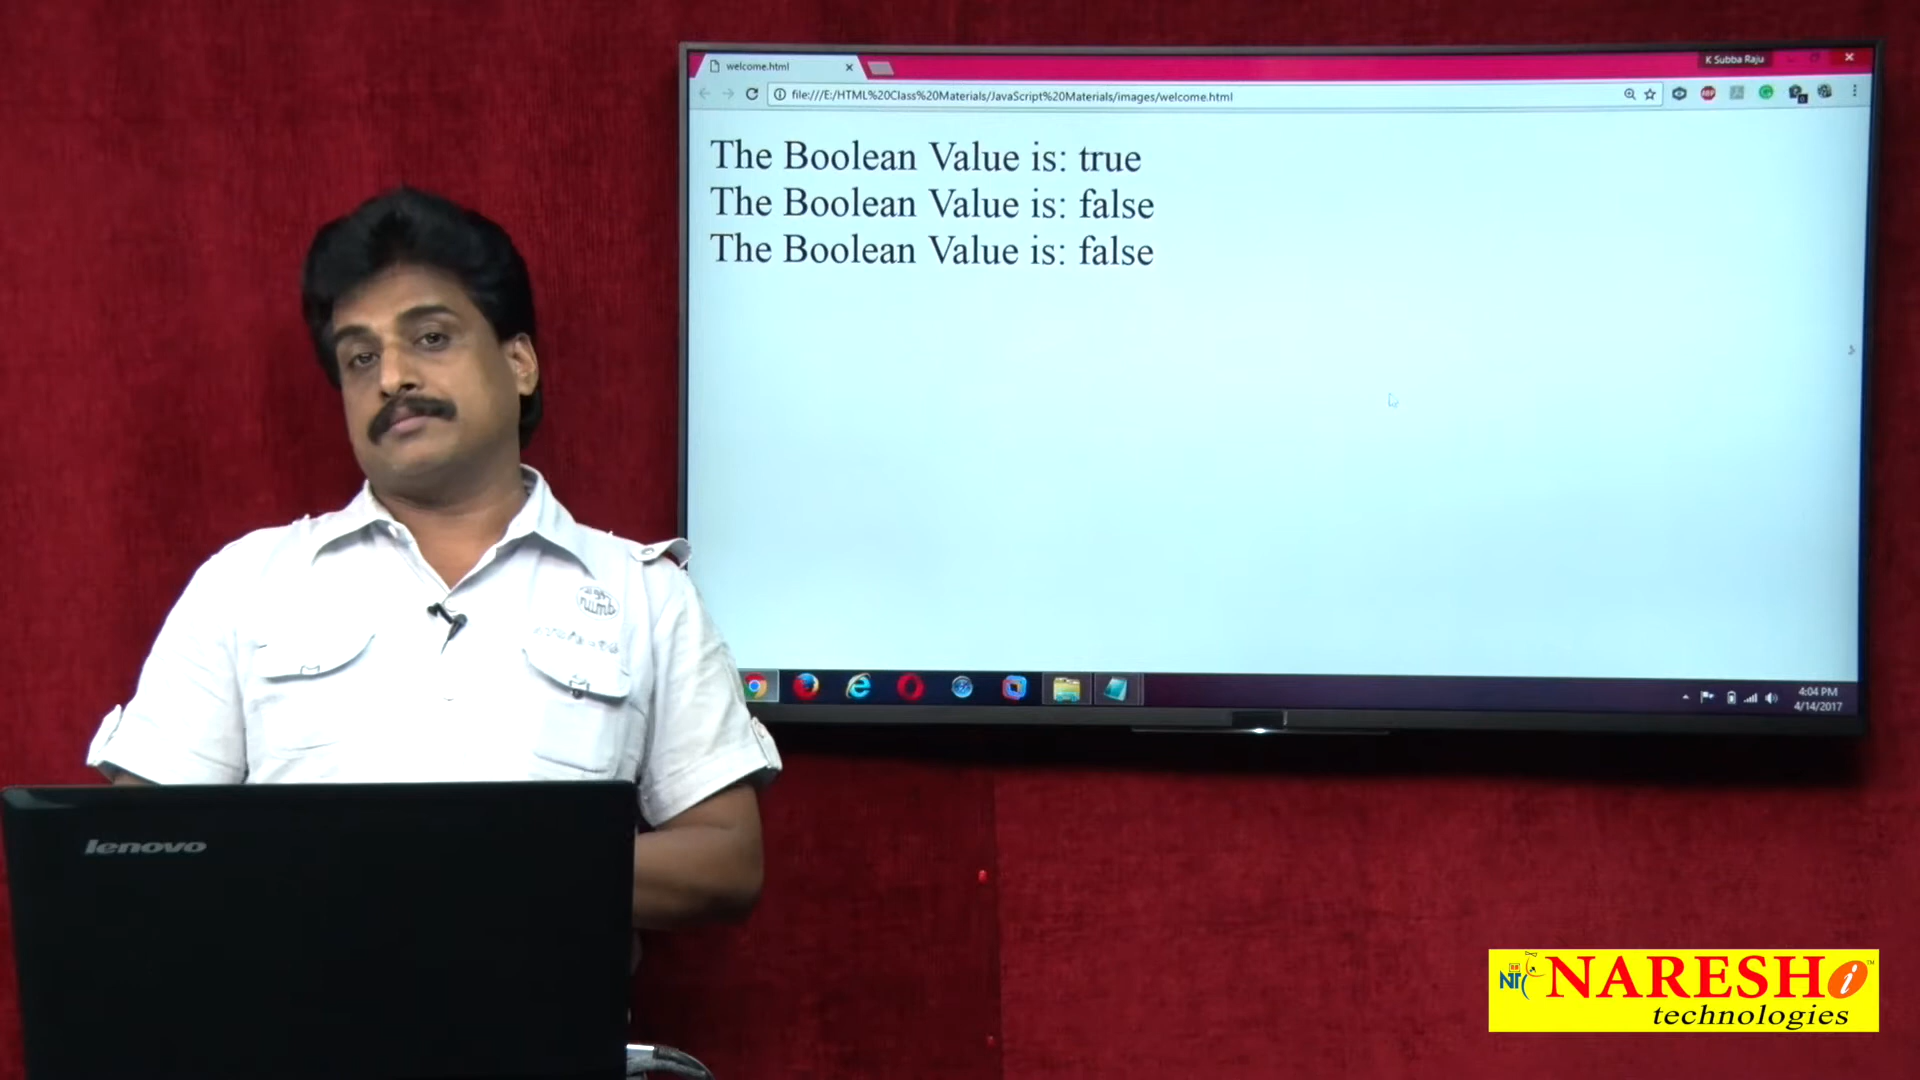 welcome.html
K Subba Raju
file:///E:/HTML%20Class%20Materials/JavaScript%20Materials/images/welcome.html
The Boolean Value is: true
The Boolean Value is: false
The Boolean Value is: false
4:04 PM
4/14/2017
numb
lenovo
NARESH i
technologies